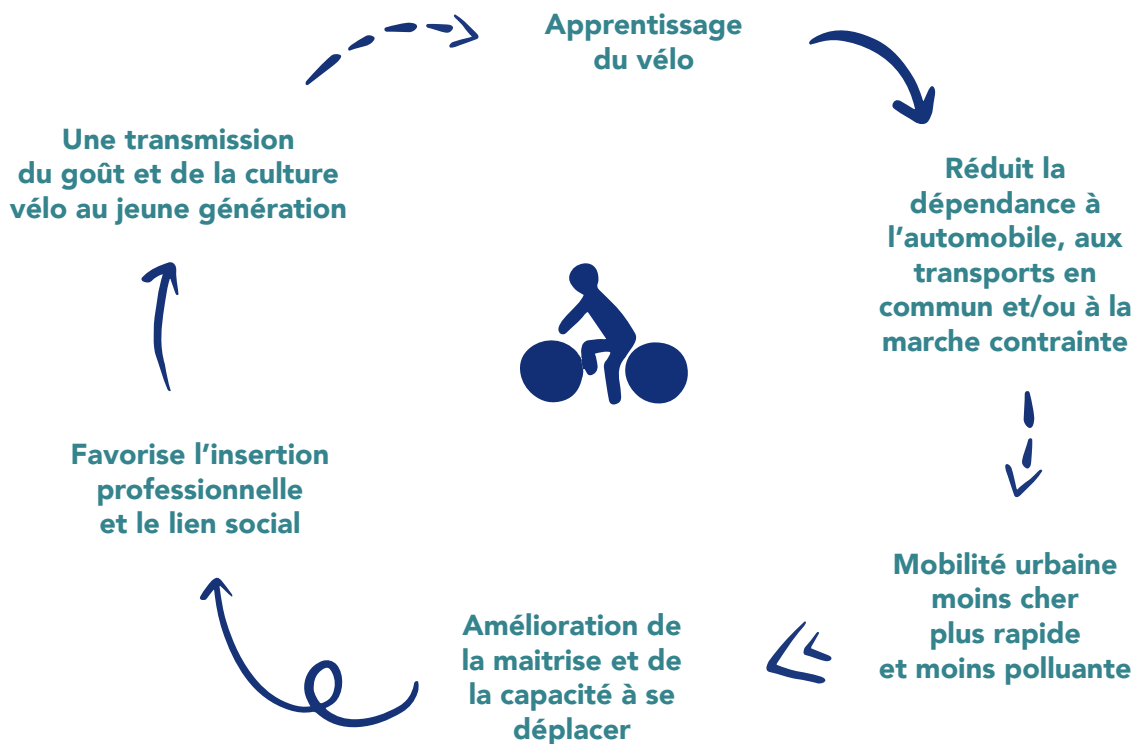 Apprentissage
du vélo
Réduit la
dépendance à
l'automobile, aux
transports en
commun et/ou à la
marche contrainte
Mobilité urbaine
moins cher
plus rapide
et moins polluante
Amélioration de
la maitrise et de
la capacité à se
déplacer
Favorise l'insertion
professionnelle
et le lien social
Une transmission
du goût et de la culture
vélo au jeune génération